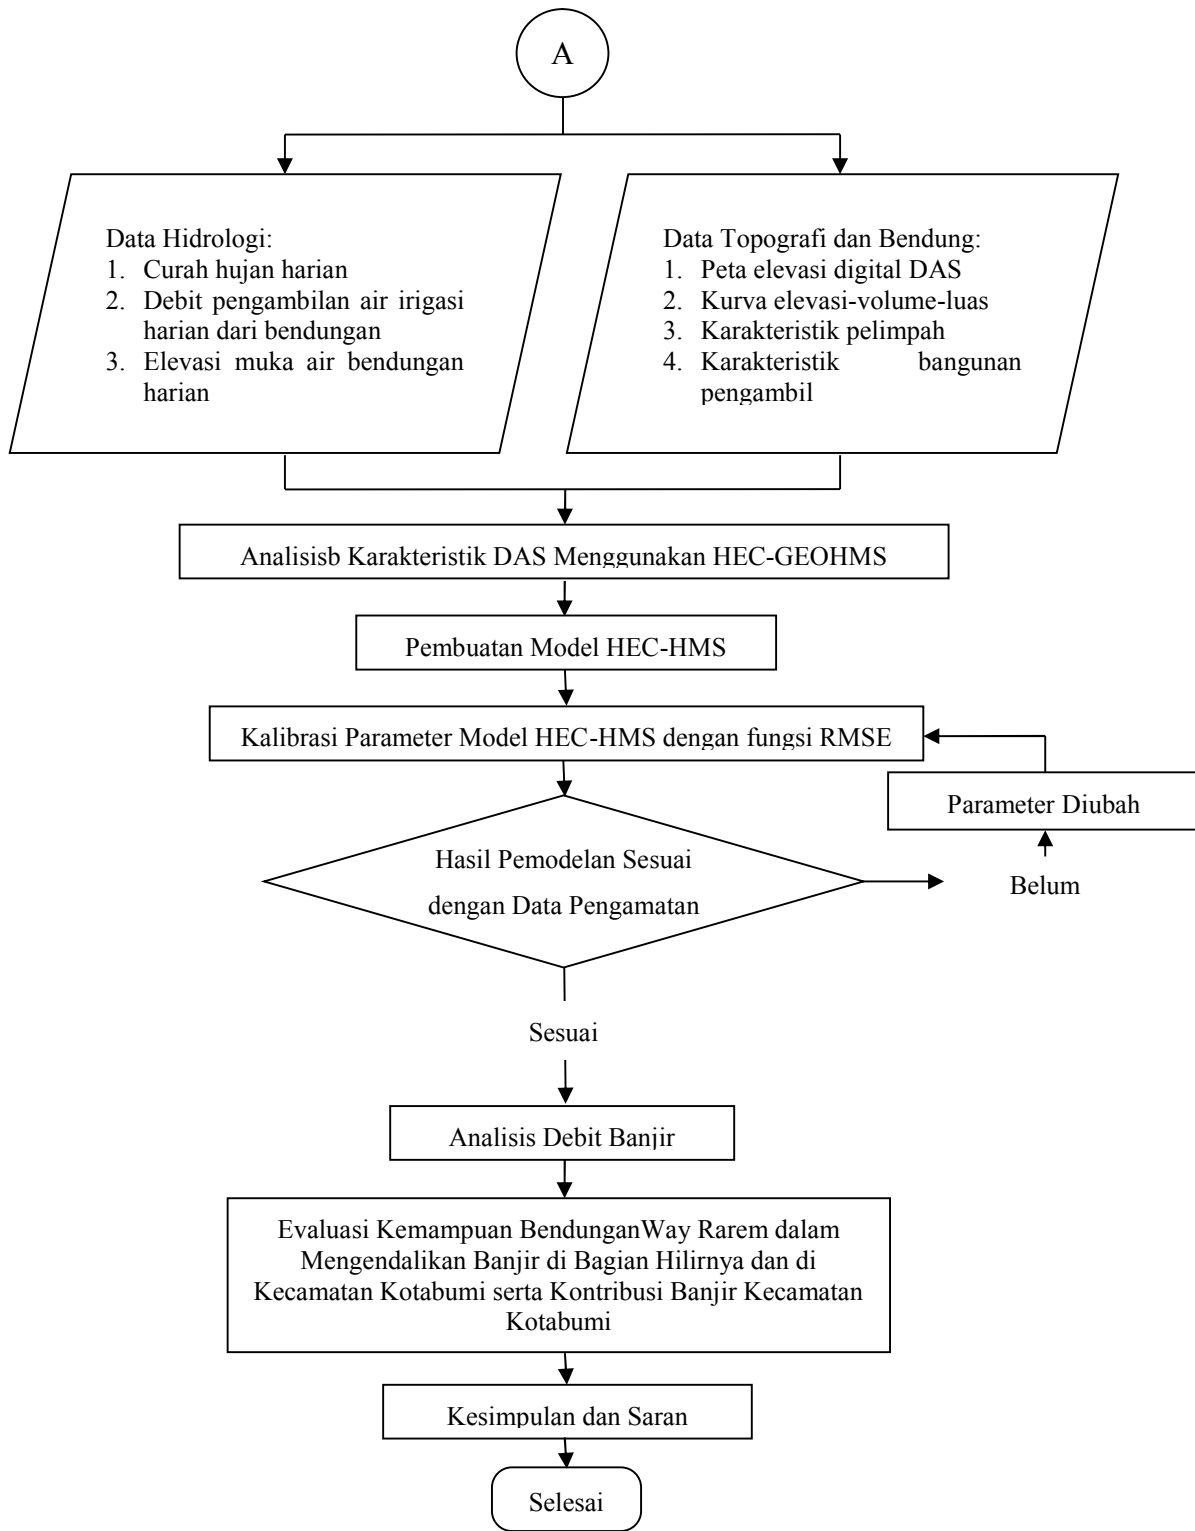 A
Data Hidrologi:
1. Curah hujan harian
2. Debit pengambilan air irigasi
harian dari bendungan
3. Elevasi muka air bendungan
harian
Data Topografi dan Bendung:
1. Peta elevasi digital DAS
2. Kurva elevasi-volume-luas
3. Karakteristik pelimpah
4. Karakteristik bangunan
pengambil
Analisisb Karakteristik DAS Menggunakan HEC-GEOHMS
Pembuatan Model HEC-HMS
Kalibrasi Parameter Model HEC-HMS dengan fungsi RMSE
Parameter Diubah
Hasil Pemodelan Sesuai
dengan Data Pengamatan
Belum
Sesuai
Analisis Debit Banjir
Evaluasi Kemampuan BendunganWay Rarem dalam
Mengendalikan Banjir di Bagian Hilirnya dan di
Kecamatan Kotabumi serta Kontribusi Banjir Kecamatan
Kotabumi
Kesimpulan dan Saran
Selesai